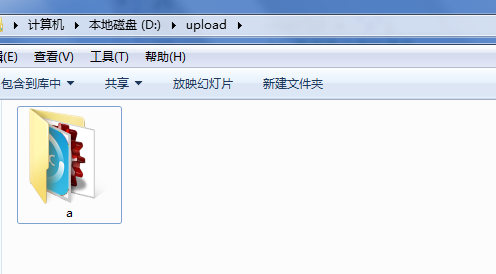 计算机 本地磁盘 (D:) upload
(E) 查看(V) 工具(T) 帮助(H)
包含到库中 共享 放映幻灯片 新建文件夹
a